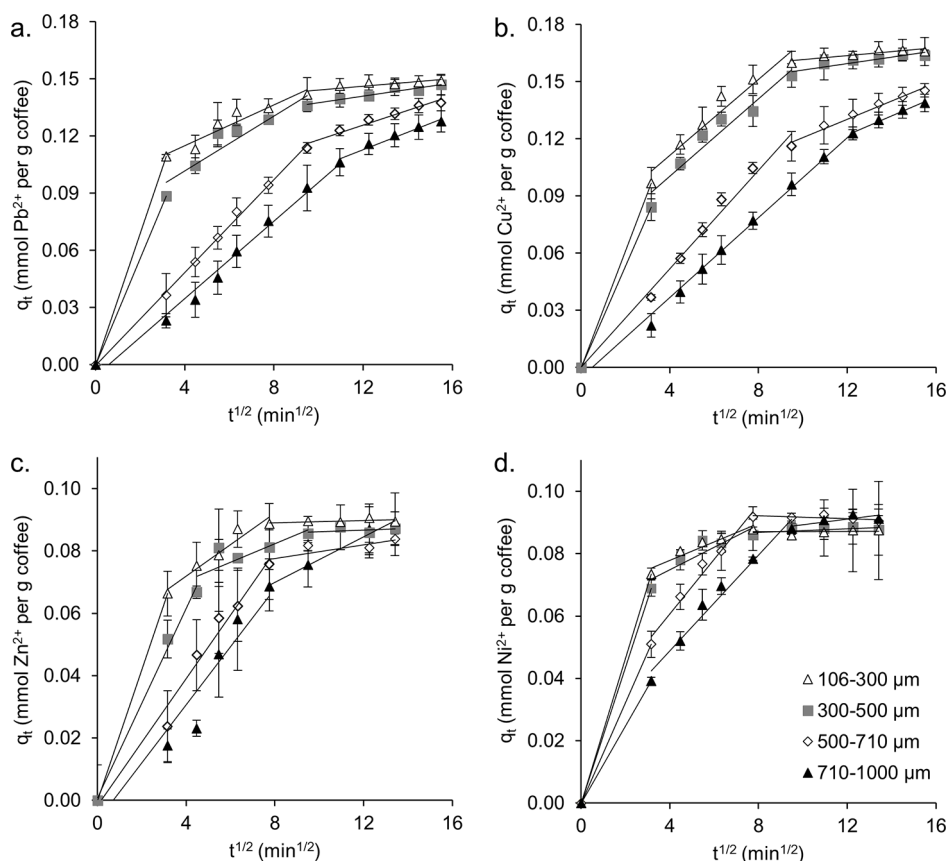 a.
q_t (mmol Pb²⁺ per g coffee)
0.18
0.15
0.12
0.09
0.06
0.03
0.00
0 4 8 12 16
t^1/2 (min^1/2)
b.
q_t (mmol Cu²⁺ per g coffee)
0.18
0.15
0.12
0.09
0.06
0.03
0.00
0 4 8 12 16
t^1/2 (min^1/2)
c.
q_t (mmol Zn²⁺ per g coffee)
0.10
0.08
0.06
0.04
0.02
0.00
0 4 8 12 16
t^1/2 (min^1/2)
d.
q_t (mmol Ni²⁺ per g coffee)
0.10
0.08
0.06
0.04
0.02
0.00
0 4 8 12 16
t^1/2 (min^1/2)
106-300 µm
300-500 µm
500-710 µm
710-1000 µm